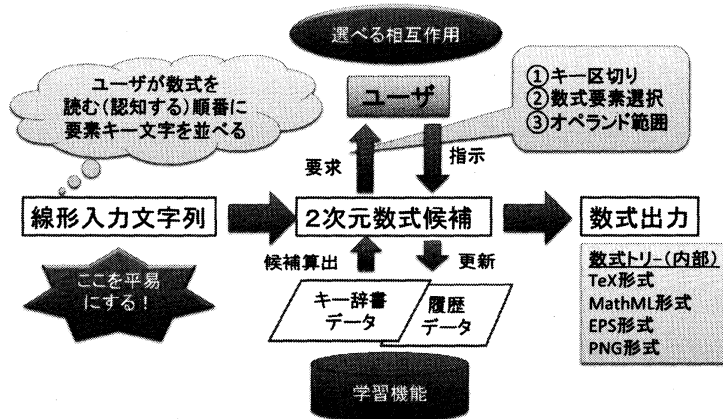 選べる相互作用
ユーザが数式を
読む(認知する)順番に
要素キー文字を並べる
ユーザ
①キー区切り
②数式要素選択
③オペランド範囲
要求
指示
線形入力文字列
2次元数式候補
数式出力
ここを平易
にする!
候補算出
更新
キー辞書
データ
履歴
データ
学習機能
数式トリー(内部)
TeX形式
MathML形式
EPS形式
PNG形式